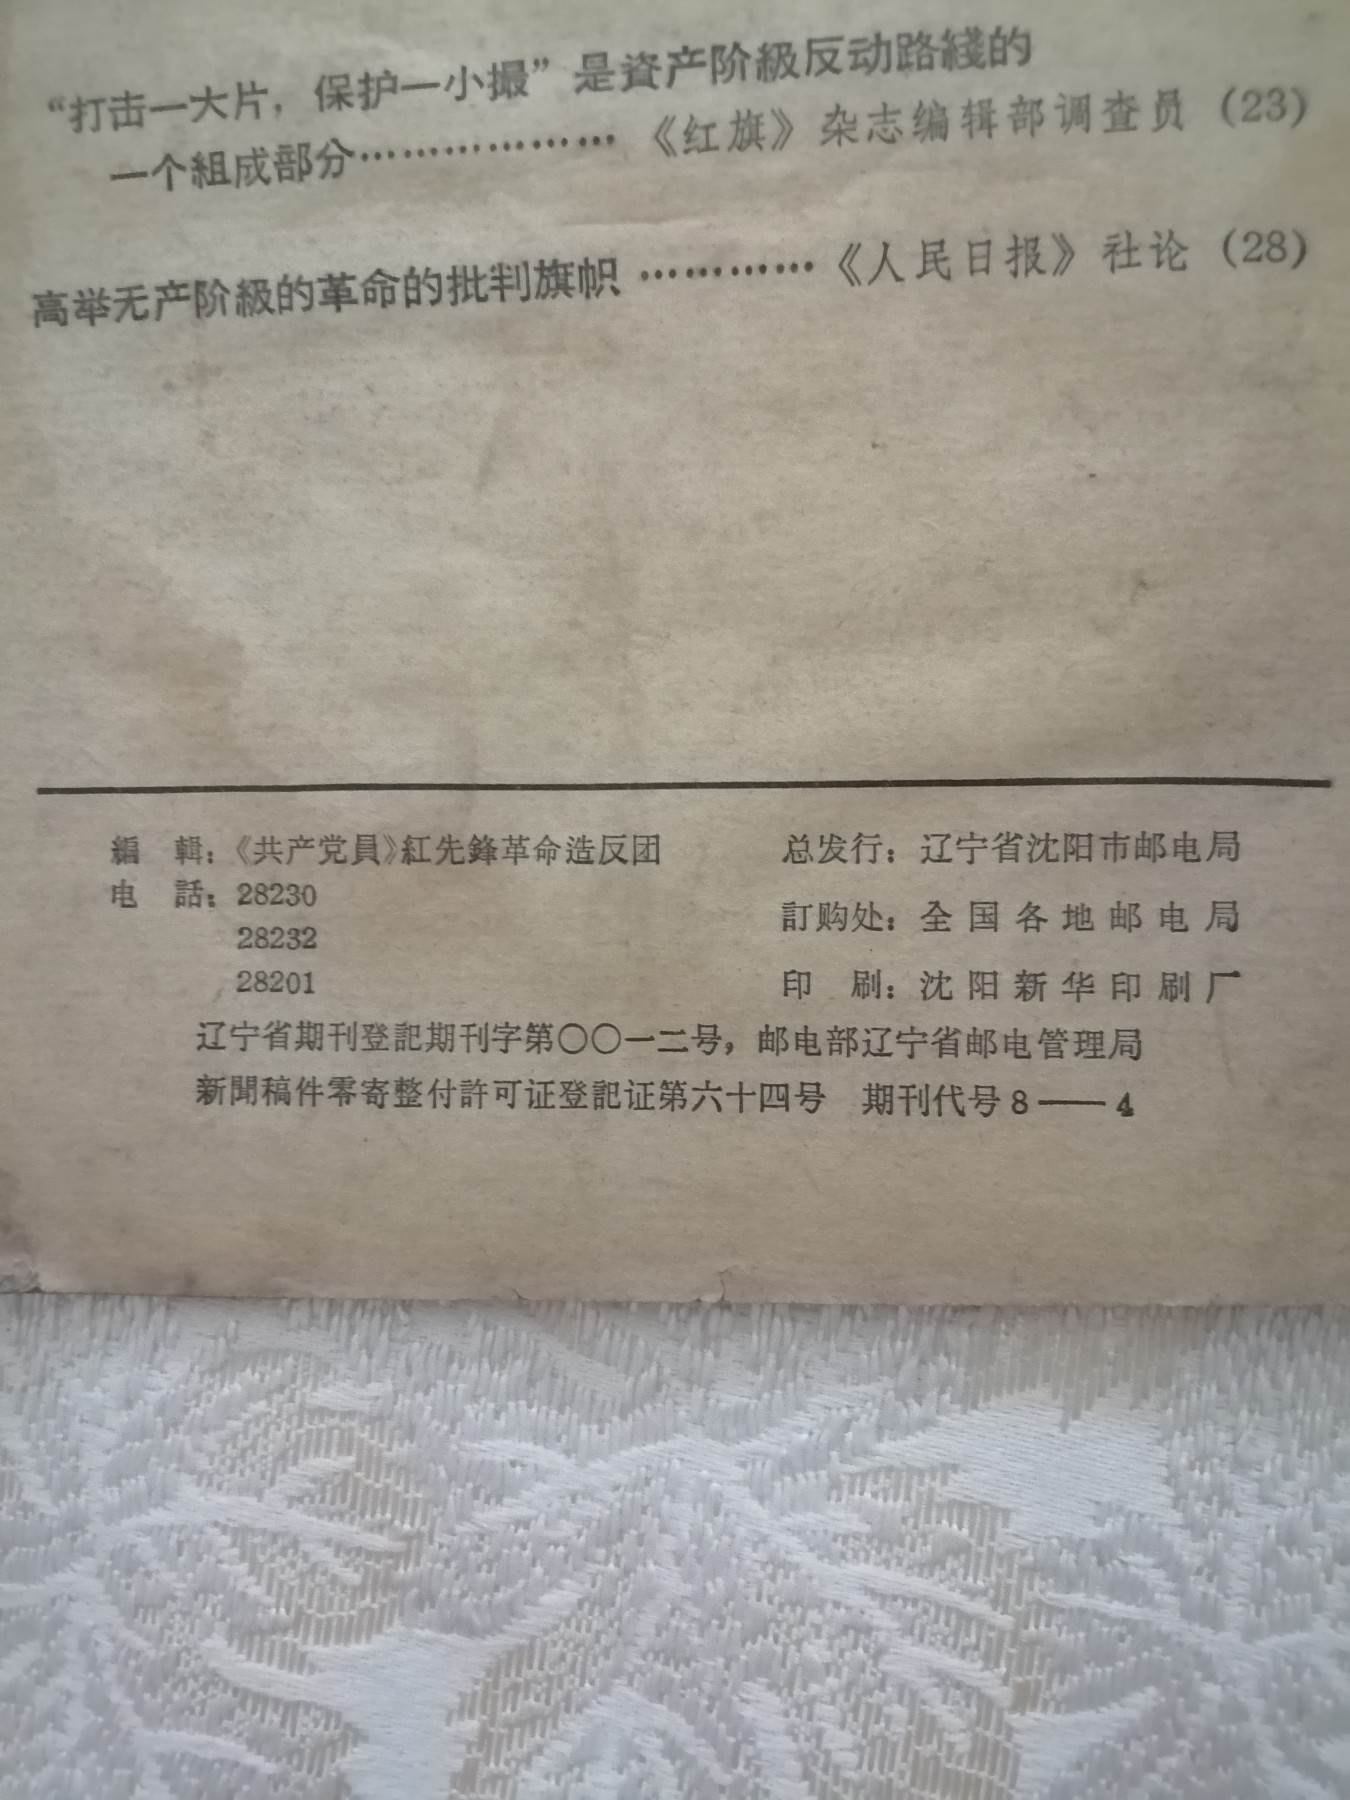 “打击一大片，保护一小撮”是資产阶級反动路綫的
一个組成部分………………《红旗》杂志编辑部调查员（23）
高举无产阶級的革命的批判旗帜…………《人民日报》社论（28）
編　輯：《共产党員》紅先鋒革命造反团
电　話：28230
28232
28201
总发行：辽宁省沈阳市邮电局
訂购处：全国各地邮电局
印　刷：沈阳新华印刷厂
辽宁省期刊登記期刊字第〇〇一二号，邮电部辽宁省邮电管理局
新聞稿件零寄整付許可证登記证第六十四号　期刊代号8——4